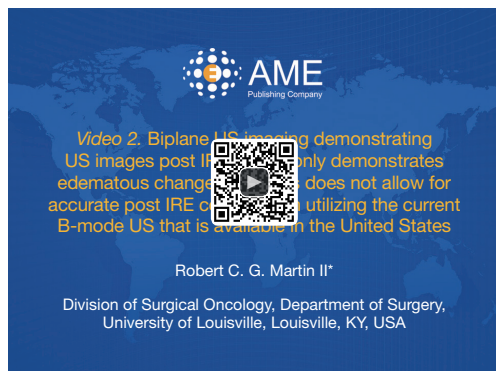 AME
Publishing Company
Video 2. Biplane US imaging demonstrating
US images post only demonstrates
edematous does not allow for
accurate post IRE utilizing the current
B-mode US that is available in the United States
Robert C. G. Martin II*
Division of Surgical Oncology, Department of Surgery,
University of Louisville, Louisville, KY, USA